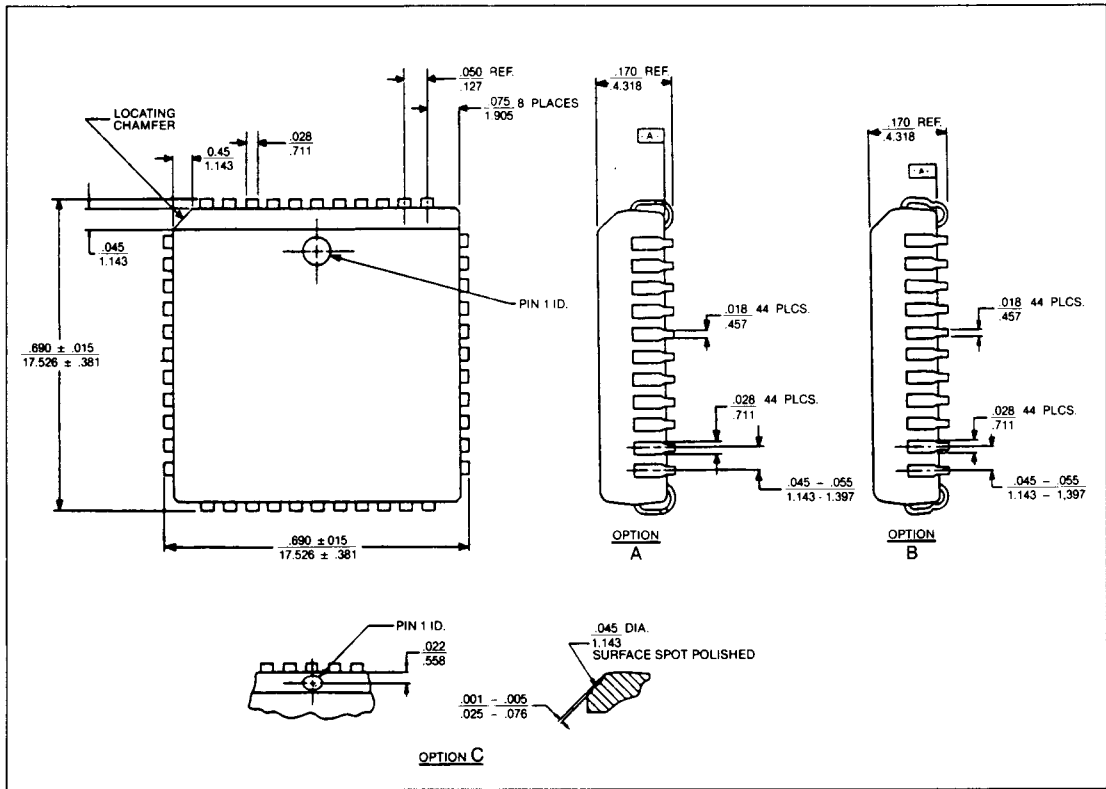 .050 REF.
.127
.075 8 PLACES
1.905
LOCATING
CHAMFER
0.45
1.143
.028
.711
.045
1.143
PIN 1 ID.
.690 ± .015
17.526 ± .381
.690 ± 015
17.526 ± .381
.170 REF.
.4.318
-A-
.018 44 PLCS.
.457
.028 44 PLCS.
.711
.045 - .055
1.143 - 1.397
OPTION
A
.170 REF.
.4.318
-A-
.018 44 PLCS.
.457
.028 44 PLCS.
.711
.045 - .055
1.143 - 1,397
OPTION
B
PIN 1 ID.
.022
.558
.045 DIA.
1.143
SURFACE SPOT POLISHED
.001 - .005
.025 - .076
OPTION C